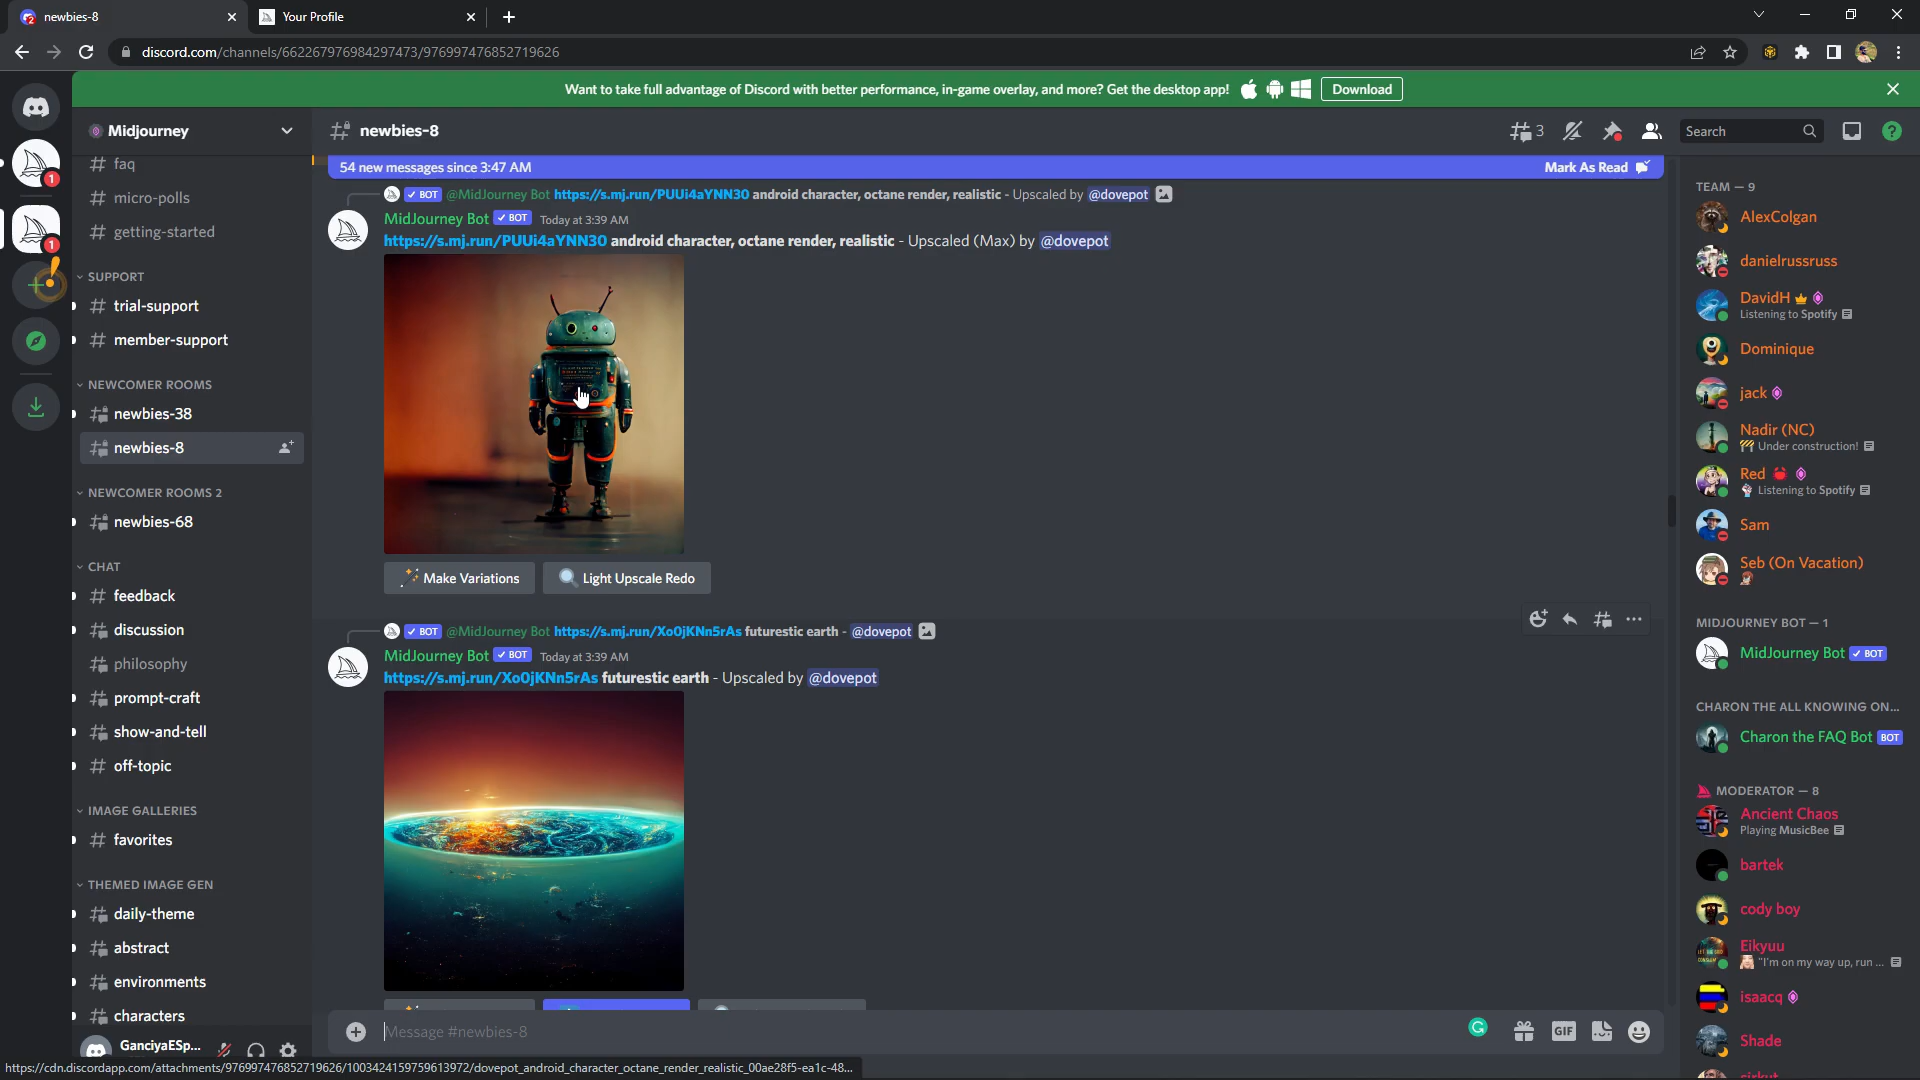 newbies-8
Your Profile
discord.com/channels/662267976984297473/976997476852719626
Want to take full advantage of Discord with better performance, in-game overlay, and more? Get the desktop app!
Download
Midjourney
faq
micro-polls
getting-started
SUPPORT
trial-support
member-support
NEWCOMER ROOMS
newbies-38
newbies-8
NEWCOMER ROOMS 2
newbies-68
CHAT
feedback
discussion
philosophy
prompt-craft
show-and-tell
off-topic
IMAGE GALLERIES
favorites
THEMED IMAGE GEN
daily-theme
abstract
environments
characters
GanciyaESp...
1
1
newbies-8
3
Search
54 new messages since 3:47 AM
Mark As Read
BOT @MidJourney Bot https://s.mj.run/PUUi4aYNN30 android character, octane render, realistic - Upscaled by @dovepot
MidJourney Bot BOT Today at 3:39 AM
https://s.mj.run/PUUi4aYNN30 android character, octane render, realistic - Upscaled (Max) by @dovepot
Make Variations
Light Upscale Redo
BOT @MidJourney Bot https://s.mj.run/Xo0jKNn5rAs futurestic earth - @dovepot
MidJourney Bot BOT Today at 3:39 AM
https://s.mj.run/Xo0jKNn5rAs futurestic earth - Upscaled by @dovepot
Message #newbies-8
GIF
TEAM — 9
AlexColgan
danielrussruss
DavidH
Listening to Spotify
Dominique
jack
Nadir (NC)
Under construction!
Red
Listening to Spotify
Sam
Seb (On Vacation)
MIDJOURNEY BOT — 1
MidJourney Bot BOT
CHARON THE ALL KNOWING ON...
Charon the FAQ Bot BOT
MODERATOR — 8
Ancient Chaos
Playing MusicBee
bartek
cody boy
Eikyuu
"I'm on my way up, run ...
isaacq
Shade
https://cdn.discordapp.com/attachments/976997476852719626/1003424159759613972/dovepot_android_character_octane_render_realistic_00ae28f5-ea1c-48...